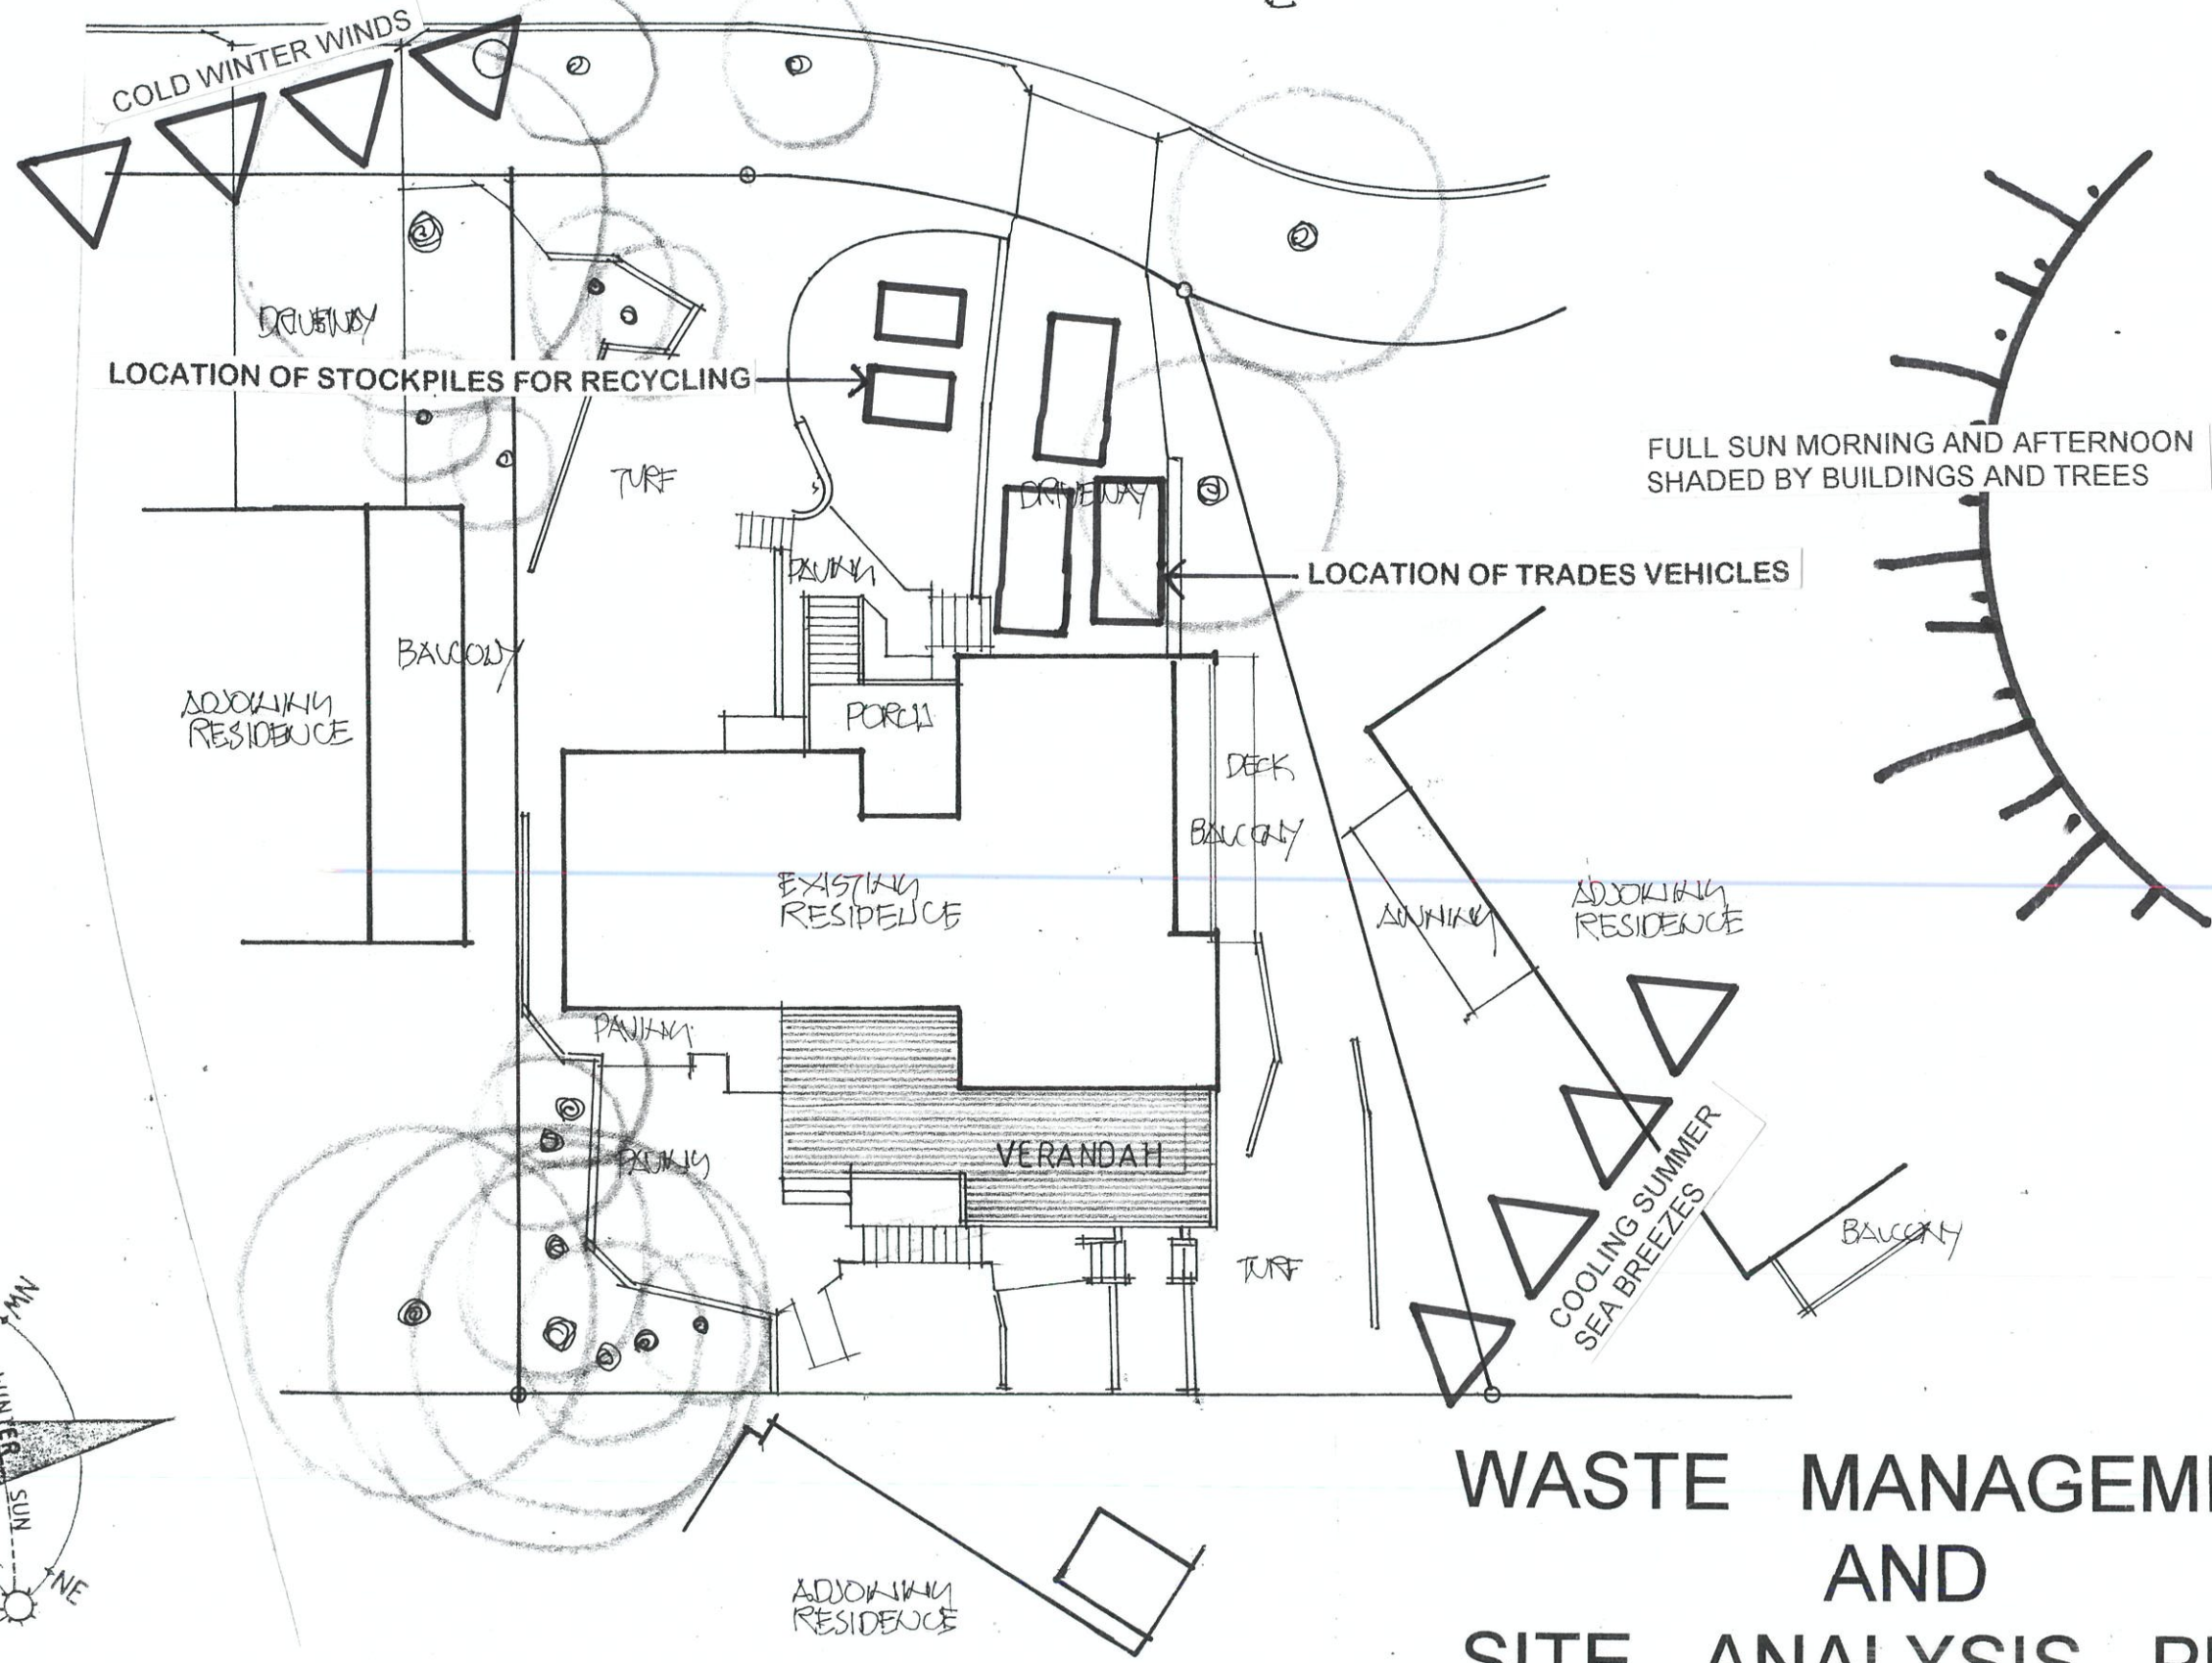 COLD WINTER WINDS
DRIVEWAY
LOCATION OF STOCKPILES FOR RECYCLING
TURF
FULL SUN MORNING AND AFTERNOON
SHADED BY BUILDINGS AND TREES
DRIVEWAY
PAVING
LOCATION OF TRADES VEHICLES
BALCONY
ADJOINING
RESIDENCE
PORCH
DECK
BALCONY
EXISTING
RESIDENCE
AWNING
ADJOINING
RESIDENCE
PAVING
VERANDAH
PAVING
COOLING SUMMER
SEA BREEZES
BALCONY
TURF
NW
SUN
NE
WASTE MANAGEM
AND
SITE ANALYSIS
ADJOINING
RESIDENCE